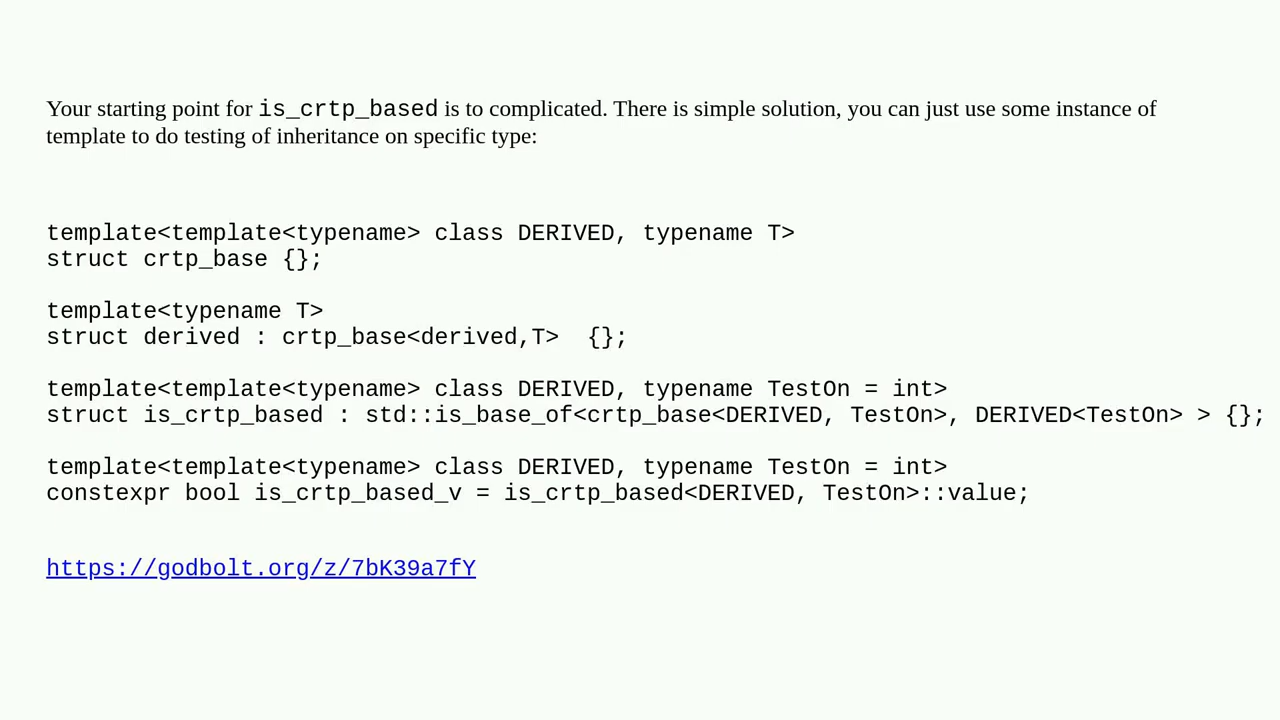 Your starting point for is_crtp_based is to complicated. There is simple solution, you can just use some instance of
template to do testing of inheritance on specific type:
template<template<typename> class DERIVED, typename T>
struct crtp_base {};
template<typename T>
struct derived : crtp_base<derived,T>  {};
template<template<typename> class DERIVED, typename TestOn = int>
struct is_crtp_based : std::is_base_of<crtp_base<DERIVED, TestOn>, DERIVED<TestOn> > {};
template<template<typename> class DERIVED, typename TestOn = int>
constexpr bool is_crtp_based_v = is_crtp_based<DERIVED, TestOn>::value;
https://godbolt.org/z/7bK39a7fY